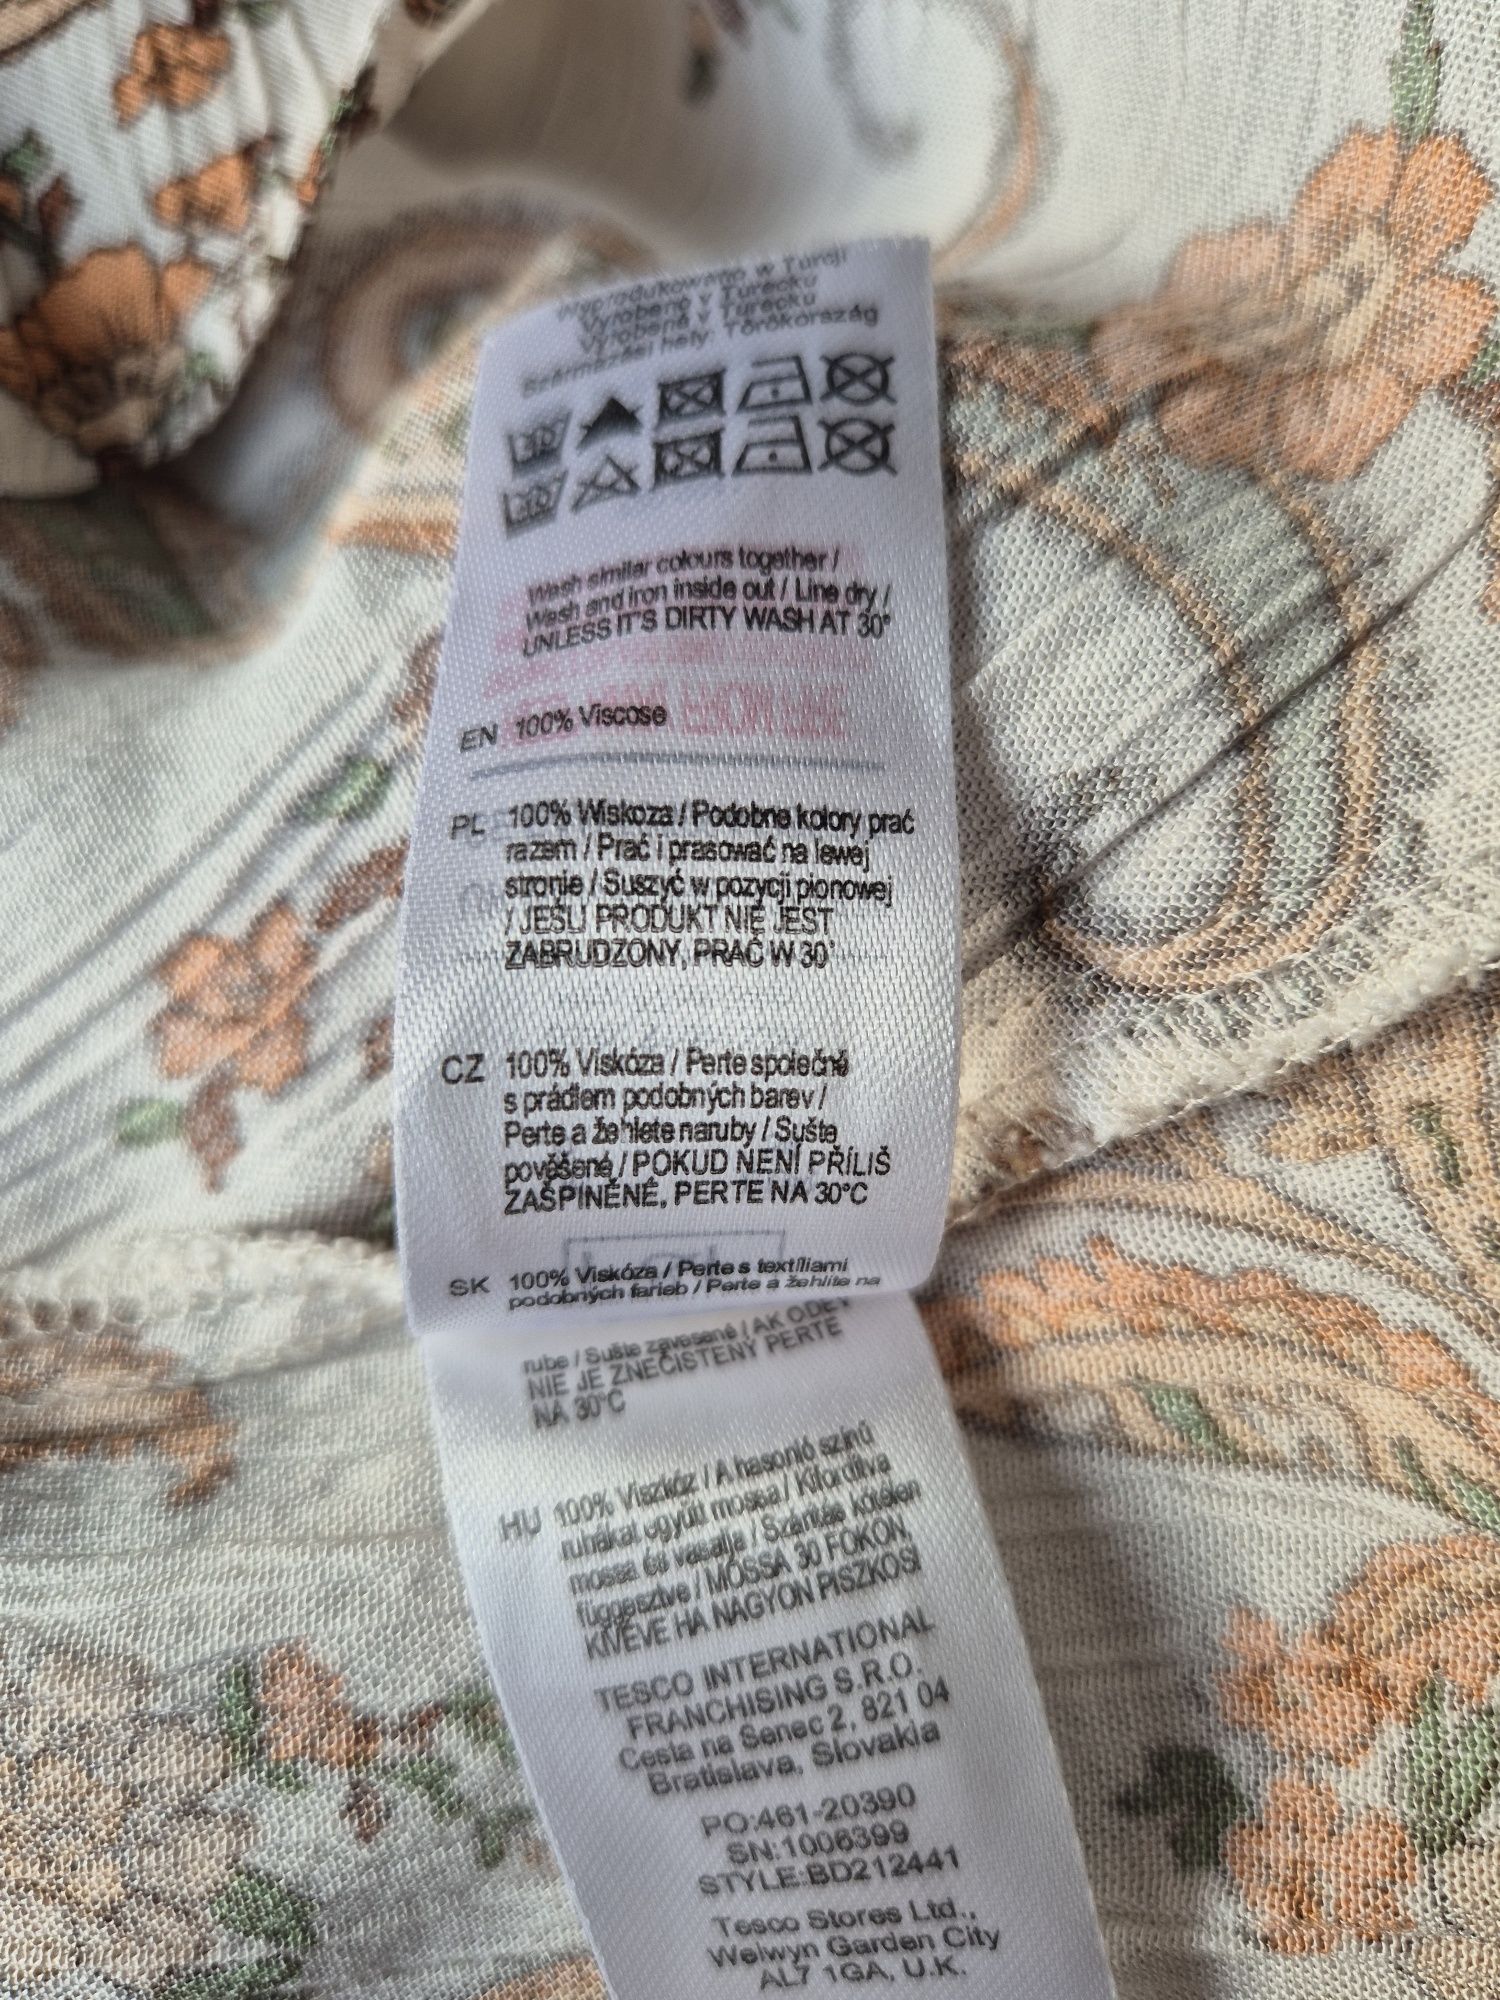 Wyprodukowano w Turcji
Vyrobené v Turecku
Vyrobené v Turecku
Származási hely: Törökország
Wash similar colours together /
Wash and iron inside out / Line dry /
UNLESS IT'S DIRTY WASH AT 30°
EN 100% Viscose
PL 100% Wiskoza / Podobne kolory prać
razem / Prać i prasować na lewej
stronie / Suszyć w pozycji pionowej
/ JEŚLI PRODUKT NIE JEST
ZABRUDZONY, PRAĆ W 30°
CZ 100% Viskóza / Perte společně
s prádlem podobných barev /
Perte a žehlete naruby / Sušte
pověšené / POKUD NENÍ PŘÍLIŠ
ZAŠPINĚNÉ, PERTE NA 30°C
SK 100% Viskóza / Perte s textíliami
podobných farieb / Perte a žehlite na
rube / Sušte zavesené / AK ODEV
NIE JE ZNEČISTENÝ PERTE
NA 30°C
HU 100% Viszkóz / A hasonló színű
ruhákat együtt mossa / Kifordítva
mossa és vasalja / Szárítás kötélen
függesztve / MOSSA 30 FOKON,
KIVÉVE HA NAGYON PISZKOS!
TESCO INTERNATIONAL
FRANCHISING S.R.O.
Cesta na Senec 2, 821 04
Bratislava, Slovakia
PO:461-20390
SN:1006399
STYLE:BD212441
Tesco Stores Ltd.,
Welwyn Garden City
AL7 1GA, U.K.